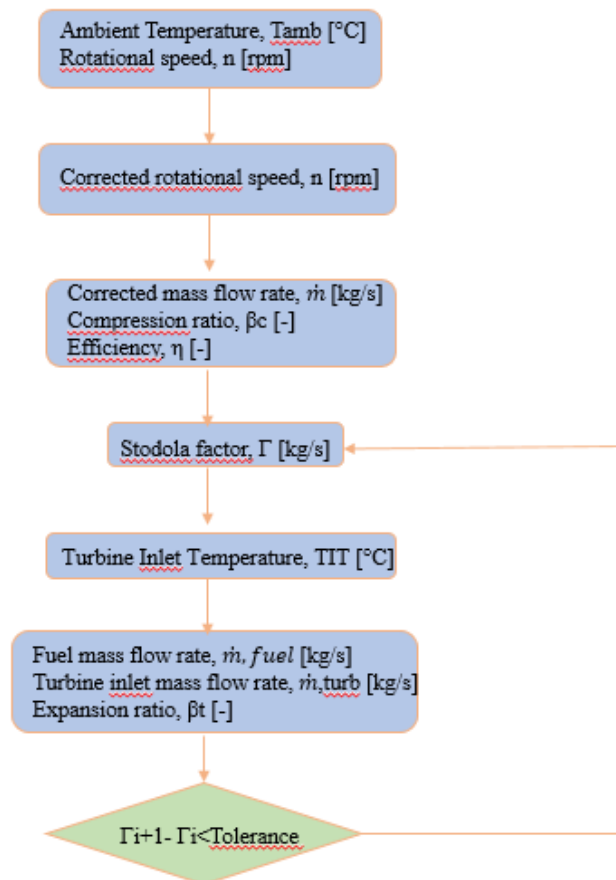 Ambient Temperature, Tamb [°C]
Rotational speed, n [rpm]
Corrected rotational speed, n [rpm]
Corrected mass flow rate, ṁ [kg/s]
Compression ratio, βc [-]
Efficiency, η [-]
Stodola factor, Γ [kg/s]
Turbine Inlet Temperature, TIT [°C]
Fuel mass flow rate, ṁ, fuel [kg/s]
Turbine inlet mass flow rate, ṁ,turb [kg/s]
Expansion ratio, βt [-]
Γi+1- Γi<Tolerance